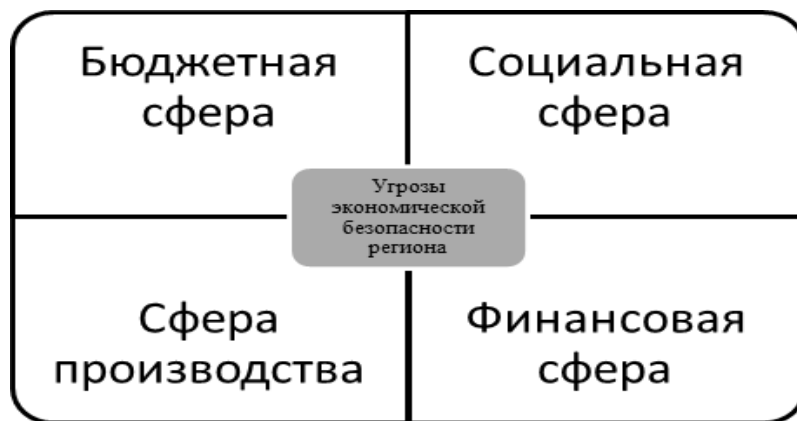 Бюджетная
сфера
Социальная
сфера
Угрозы
экономической
безопасности
региона
Сфера
производства
Финансовая
сфера